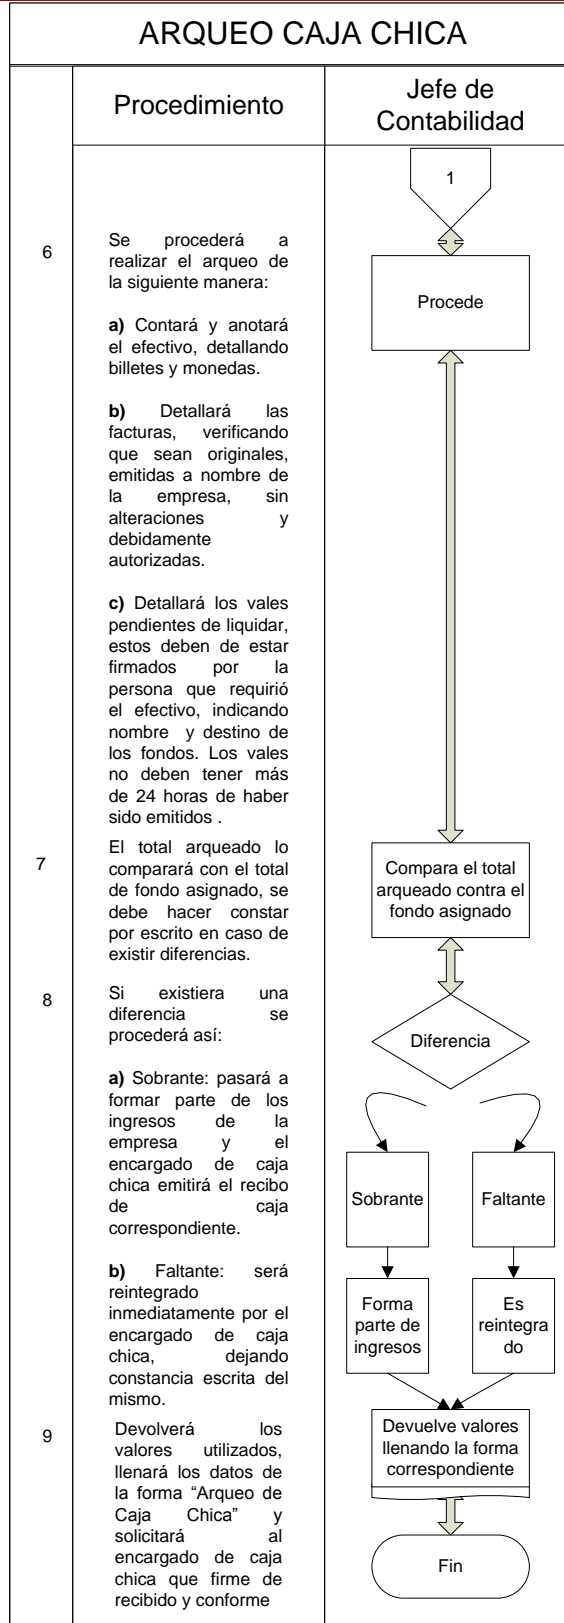 ARQUEO CAJA CHICA
Procedimiento
Jefe de
Contabilidad
1
6
Se procederá a
realizar el arqueo de
la siguiente manera:
a) Contará y anotará
el efectivo, detallando
billetes y monedas.
b) Detallará las
facturas, verificando
que sean originales,
emitidas a nombre de
la empresa, sin
alteraciones y
debidamente
autorizadas.
c) Detallará los vales
pendientes de liquidar,
estos deben de estar
firmados por la
persona que requirió
el efectivo, indicando
nombre y destino de
los fondos. Los vales
no deben tener más
de 24 horas de haber
sido emitidos .
Procede
7
El total arqueado lo
comparará con el total
de fondo asignado, se
debe hacer constar
por escrito en caso de
existir diferencias.
Compara el total
arqueado contra el
fondo asignado
8
Si existiera una
diferencia se
procederá así:
a) Sobrante: pasará a
formar parte de los
ingresos de la
empresa y el
encargado de caja
chica emitirá el recibo
de caja
correspondiente.
b) Faltante: será
reintegrado
inmediatamente por el
encargado de caja
chica, dejando
constancia escrita del
mismo.
Diferencia
Sobrante
Faltante
Forma
parte de
ingresos
Es
reintegra
do
9
Devolverá los
valores utilizados,
llenará los datos de
la forma “Arqueo de
Caja Chica” y
solicitará al
encargado de caja
chica que firme de
recibido y conforme
Devuelve valores
llenando la forma
correspondiente
Fin